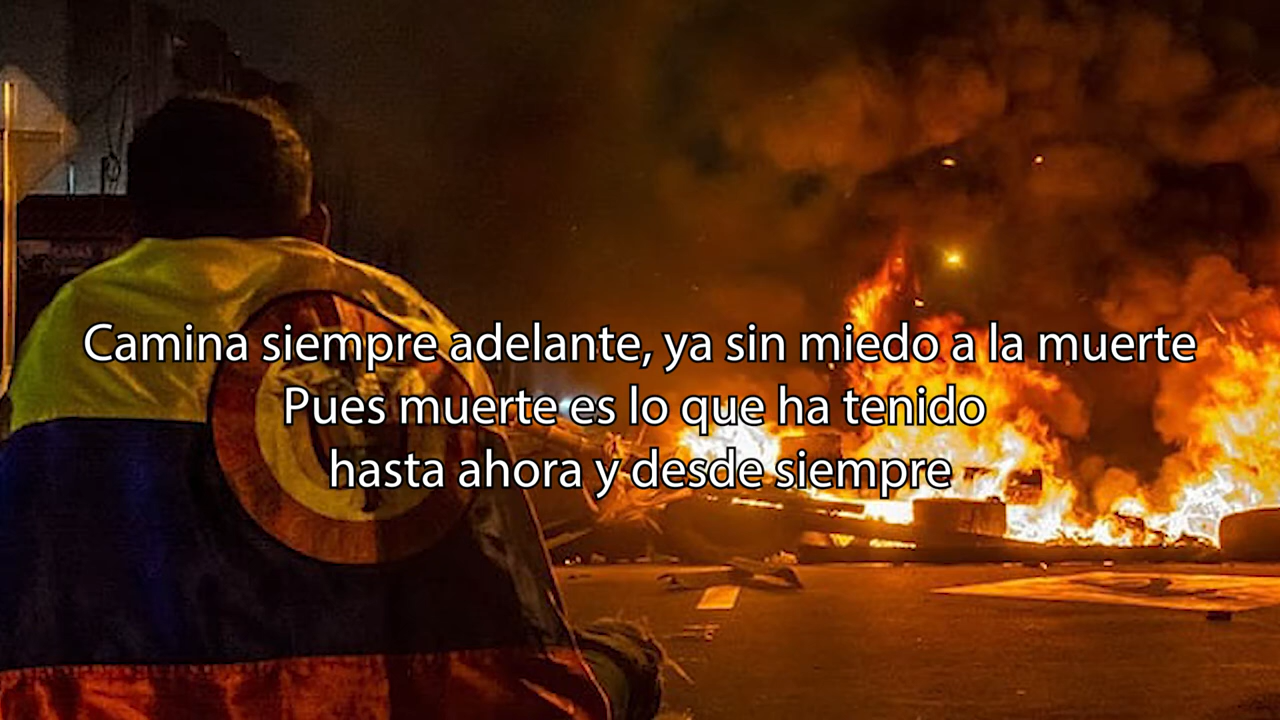 Camina siempre adelante, ya sin miedo a la muerte
Pues muerte es lo que ha tenido
hasta ahora y desde siempre